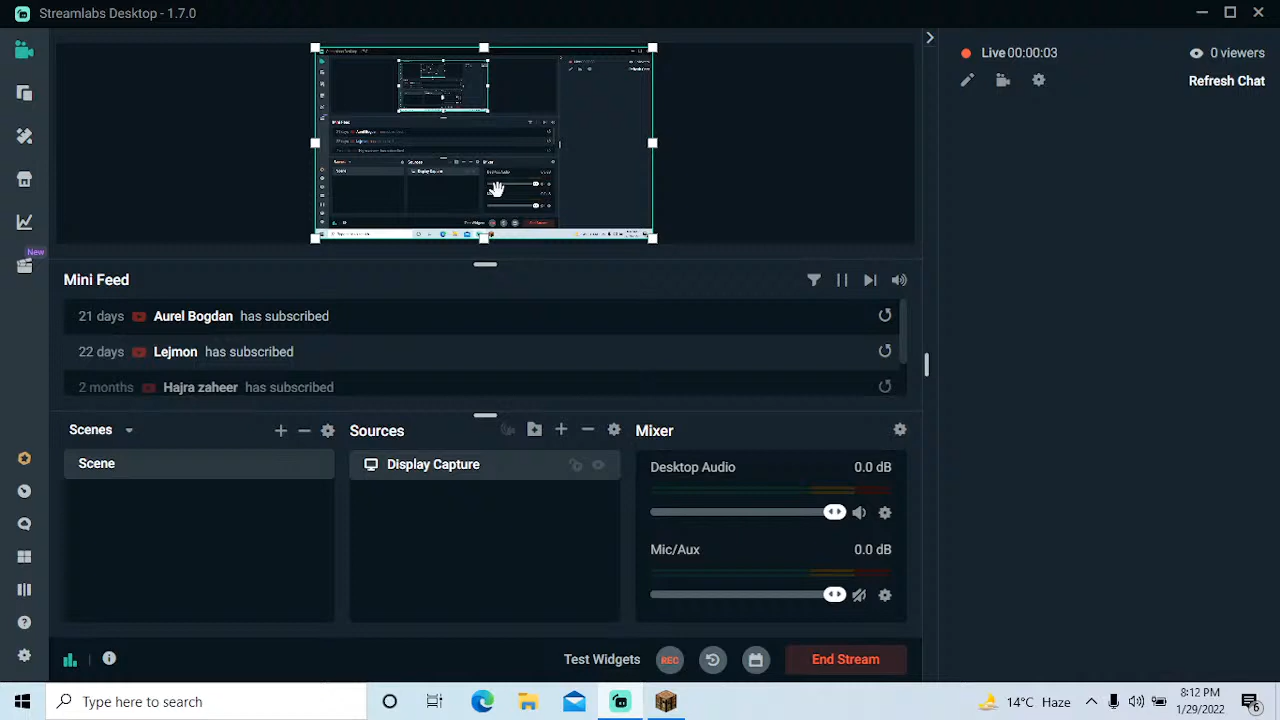 Streamlabs Desktop - 1.7.0
Live 00:00:03
0 viewers
Refresh Chat
New
Mini Feed
21 days Aurel Bogdan has subscribed
22 days Lejmon has subscribed
2 months Hajra zaheer has subscribed
Scenes
Scene
Sources
Display Capture
Mixer
Desktop Audio 0.0 dB
Mic/Aux 0.0 dB
Test Widgets
REC
End Stream
Type here to search
14°C Haze
8:12 PM
1/29/2022
6